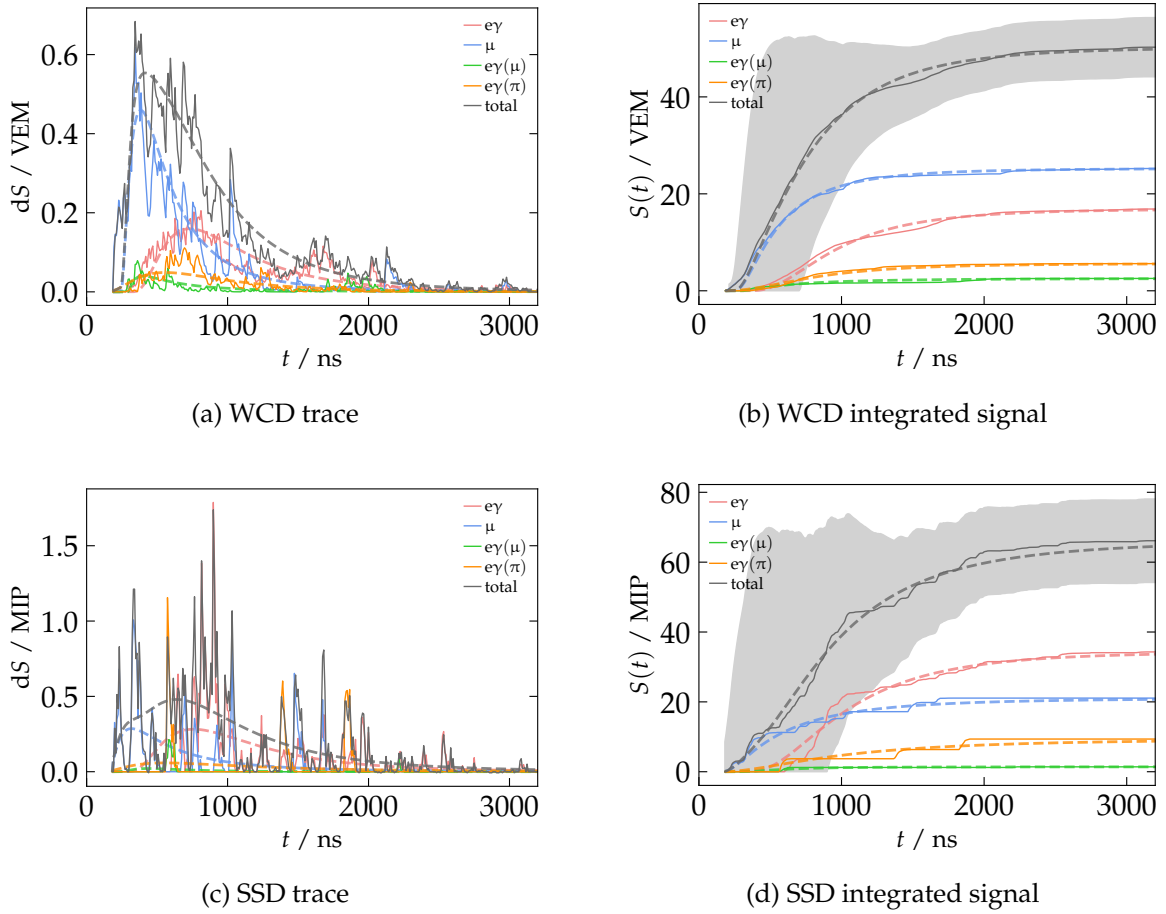 eγ
μ
eγ(μ)
eγ(π)
total
0.6
0.4
0.2
0.0
dS / VEM
0
1000
2000
3000
t / ns
(a) WCD trace
eγ
μ
eγ(μ)
eγ(π)
total
40
20
0
S(t) / VEM
0
1000
2000
3000
t / ns
(b) WCD integrated signal
eγ
μ
eγ(μ)
eγ(π)
total
1.5
1.0
0.5
0.0
dS / MIP
0
1000
2000
3000
t / ns
(c) SSD trace
eγ
μ
eγ(μ)
eγ(π)
total
80
60
40
20
0
S(t) / MIP
0
1000
2000
3000
t / ns
(d) SSD integrated signal